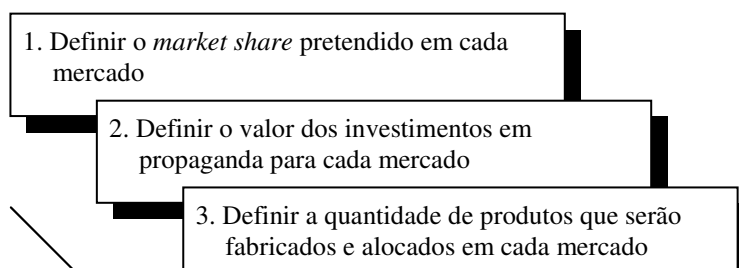 1. Definir o market share pretendido em cada
mercado
2. Definir o valor dos investimentos em
propaganda para cada mercado
3. Definir a quantidade de produtos que serão
fabricados e alocados em cada mercado